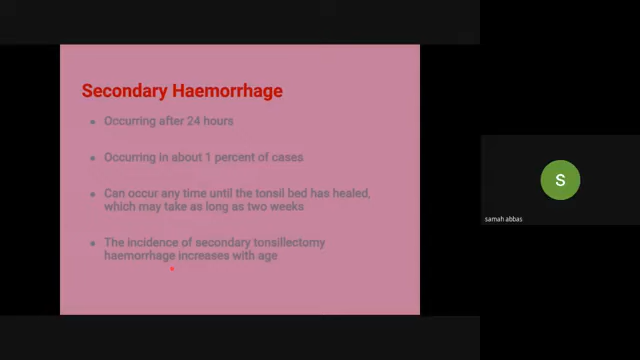 Secondary Haemorrhage
Occurring after 24 hours
Occurring in about 1 percent of cases
Can occur any time until the tonsil bed has healed,
which may take as long as two weeks
The incidence of secondary tonsillectomy
haemorrhage increases with age
S
samah abbas